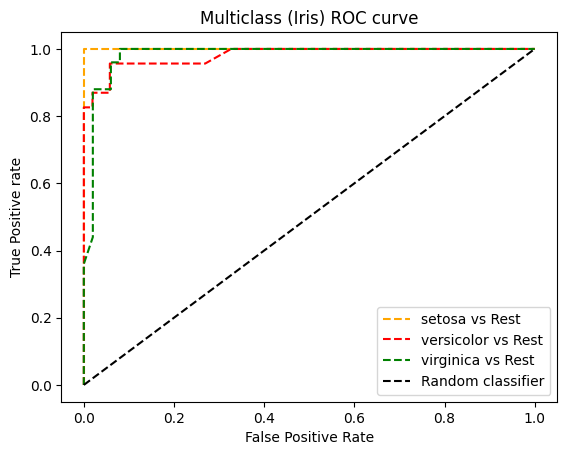 Multiclass (Iris) ROC curve
True Positive rate
1.0
0.8
0.6
0.4
0.2
0.0
setosa vs Rest
versicolor vs Rest
virginica vs Rest
Random classifier
0.0 0.2 0.4 0.6 0.8 1.0
False Positive Rate